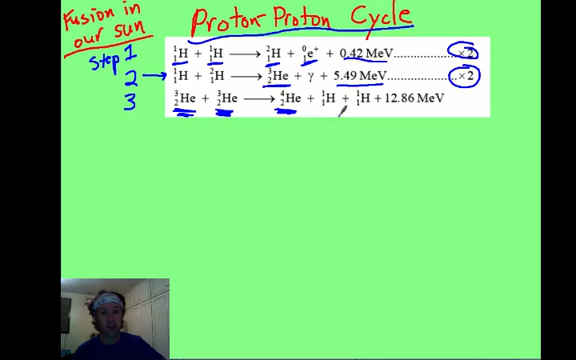 Fusion in
our sun
Proton Proton Cycle
Step 1
¹₁H + ¹₁H ⟶ ²₁H + ⁰₁e⁺ + 0.42 MeV....................×2
2 → ¹₁H + ²₁H ⟶ ³₂He + γ + 5.49 MeV....................×2
3 ³₂He + ³₂He ⟶ ⁴₂He + ¹₁H + ¹₁H + 12.86 MeV